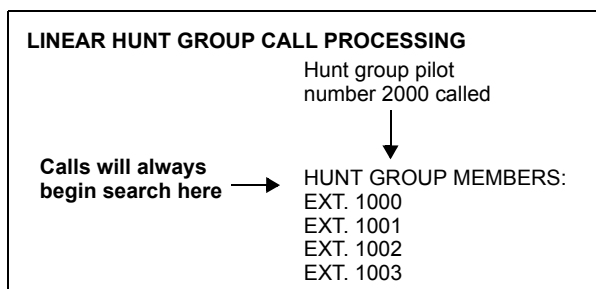 LINEAR HUNT GROUP CALL PROCESSING
Hunt group pilot
number 2000 called
Calls will always
begin search here
HUNT GROUP MEMBERS:
EXT. 1000
EXT. 1001
EXT. 1002
EXT. 1003